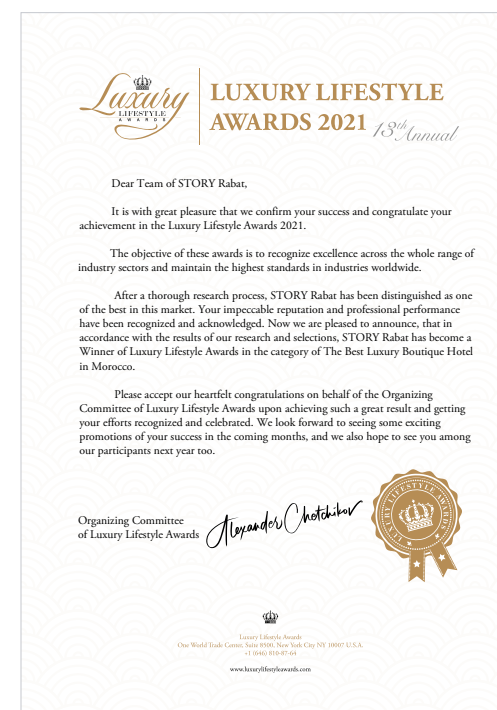 Luxury
LIFESTYLE
AWARDS
LUXURY LIFESTYLE
AWARDS 2021 13th Annual
Dear Team of STORY Rabat,
It is with great pleasure that we confirm your success and congratulate your
achievement in the Luxury Lifestyle Awards 2021.
The objective of these awards is to recognize excellence across the whole range of
industry sectors and maintain the highest standards in industries worldwide.
After a thorough research process, STORY Rabat has been distinguished as one
of the best in this market. Your impeccable reputation and professional performance
have been recognized and acknowledged. Now we are pleased to announce, that in
accordance with the results of our research and selections, STORY Rabat has become a
Winner of Luxury Lifestyle Awards in the category of The Best Luxury Boutique Hotel
in Morocco.
Please accept our heartfelt congratulations on behalf of the Organizing
Committee of Luxury Lifestyle Awards upon achieving such a great result and getting
your efforts recognized and celebrated. We look forward to seeing some exciting
promotions of your success in the coming months, and we also hope to see you among
our participants next year too.
Organizing Committee
of Luxury Lifestyle Awards
Alexander Chetchikov
LUXURY LIFESTYLE AWARDS
Luxury Lifestyle Awards
One World Trade Center, Suite 8500, New York City NY 10007 U.S.A.
+1 (646) 810-87-64
www.luxurylifestyleawards.com